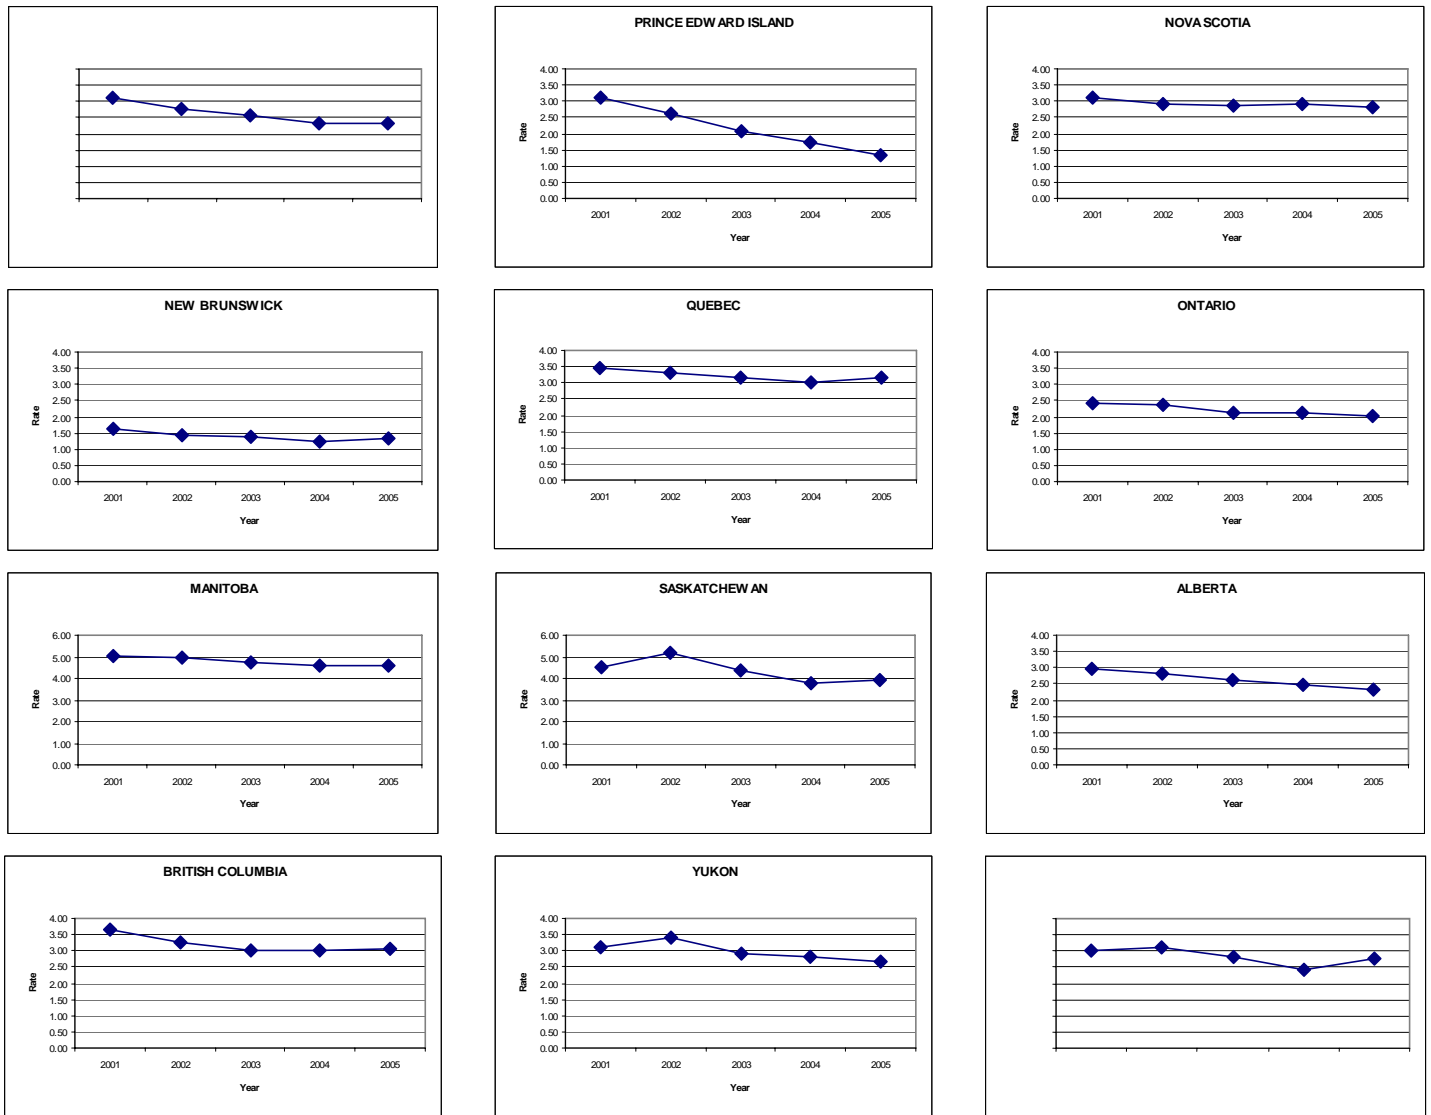 PRINCE EDWARD ISLAND
4.00
3.50
3.00
2.50
2.00
1.50
1.00
0.50
0.00
Rate
2001 2002 2003 2004 2005
Year
NOVA SCOTIA
4.00
3.50
3.00
2.50
2.00
1.50
1.00
0.50
0.00
Rate
2001 2002 2003 2004 2005
Year
NEW BRUNSWICK
4.00
3.50
3.00
2.50
2.00
1.50
1.00
0.50
0.00
Rate
2001 2002 2003 2004 2005
Year
QUEBEC
4.00
3.50
3.00
2.50
2.00
1.50
1.00
0.50
0.00
Rate
2001 2002 2003 2004 2005
Year
ONTARIO
4.00
3.50
3.00
2.50
2.00
1.50
1.00
0.50
0.00
Rate
2001 2002 2003 2004 2005
Year
MANITOBA
6.00
5.00
4.00
3.00
2.00
1.00
0.00
Rate
2001 2002 2003 2004 2005
Year
SASKATCHEWAN
6.00
5.00
4.00
3.00
2.00
1.00
0.00
Rate
2001 2002 2003 2004 2005
Year
ALBERTA
4.00
3.50
3.00
2.50
2.00
1.50
1.00
0.50
0.00
Rate
2001 2002 2003 2004 2005
Year
BRITISH COLUMBIA
4.00
3.50
3.00
2.50
2.00
1.50
1.00
0.50
0.00
Rate
2001 2002 2003 2004 2005
Year
YUKON
4.00
3.50
3.00
2.50
2.00
1.50
1.00
0.50
0.00
Rate
2001 2002 2003 2004 2005
Year